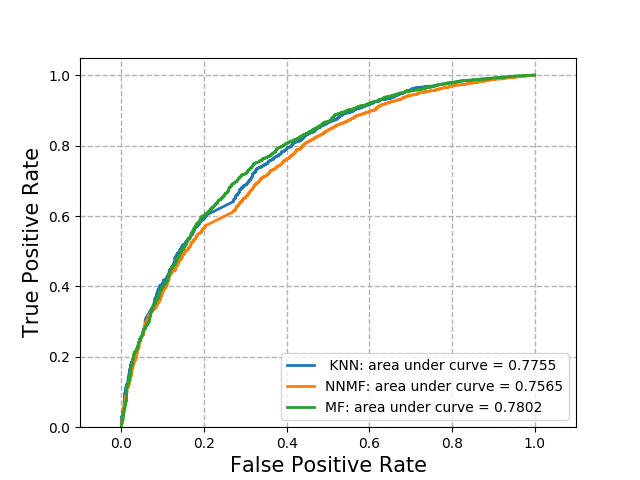 1.0
0.8
0.6
0.4
0.2
0.0
True Positive Rate
KNN: area under curve = 0.7755
NNMF: area under curve = 0.7565
MF: area under curve = 0.7802
0.0 0.2 0.4 0.6 0.8 1.0
False Positive Rate